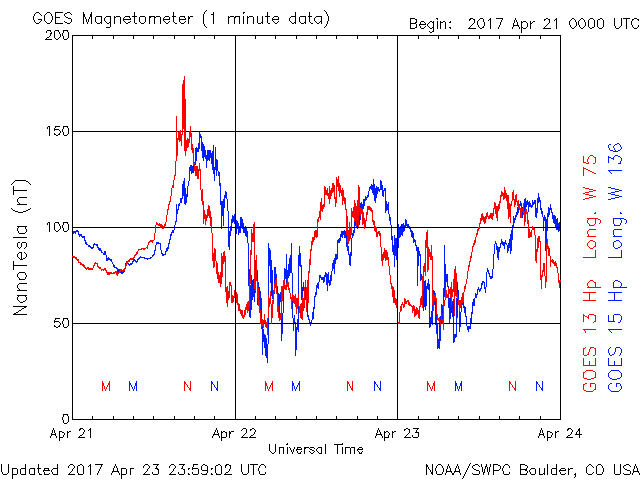 GOES Magnetometer (1 minute data)
Begin: 2017 Apr 21 0000 UTC
200
150
100
50
0
NanoTesla (nT)
M M N N M M N N M M N N
Apr 21 Apr 22 Apr 23 Apr 24
Universal Time
GOES 13 Hp Long. W 75
GOES 15 Hp Long. W 136
Updated 2017 Apr 23 23:59:02 UTC
NOAA/SWPC Boulder, CO USA